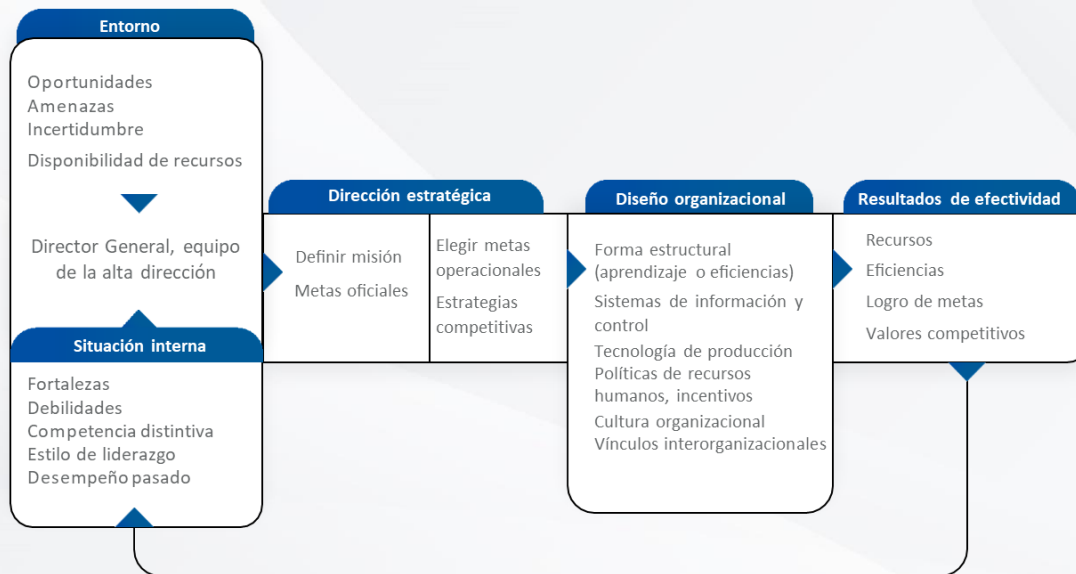 Entorno
Oportunidades
Amenazas
Incertidumbre
Disponibilidad de recursos
Director General, equipo
de la alta dirección
Situación interna
Fortalezas
Debilidades
Competencia distintiva
Estilo de liderazgo
Desempeño pasado
Dirección estratégica
Definir misión
Metas oficiales
Elegir metas
operacionales
Estrategias
competitivas
Diseño organizacional
Forma estructural
(aprendizaje o eficiencias)
Sistemas de información y
control
Tecnología de producción
Políticas de recursos
humanos, incentivos
Cultura organizacional
Vínculos interorganizacionales
Resultados de efectividad
Recursos
Eficiencias
Logro de metas
Valores competitivos